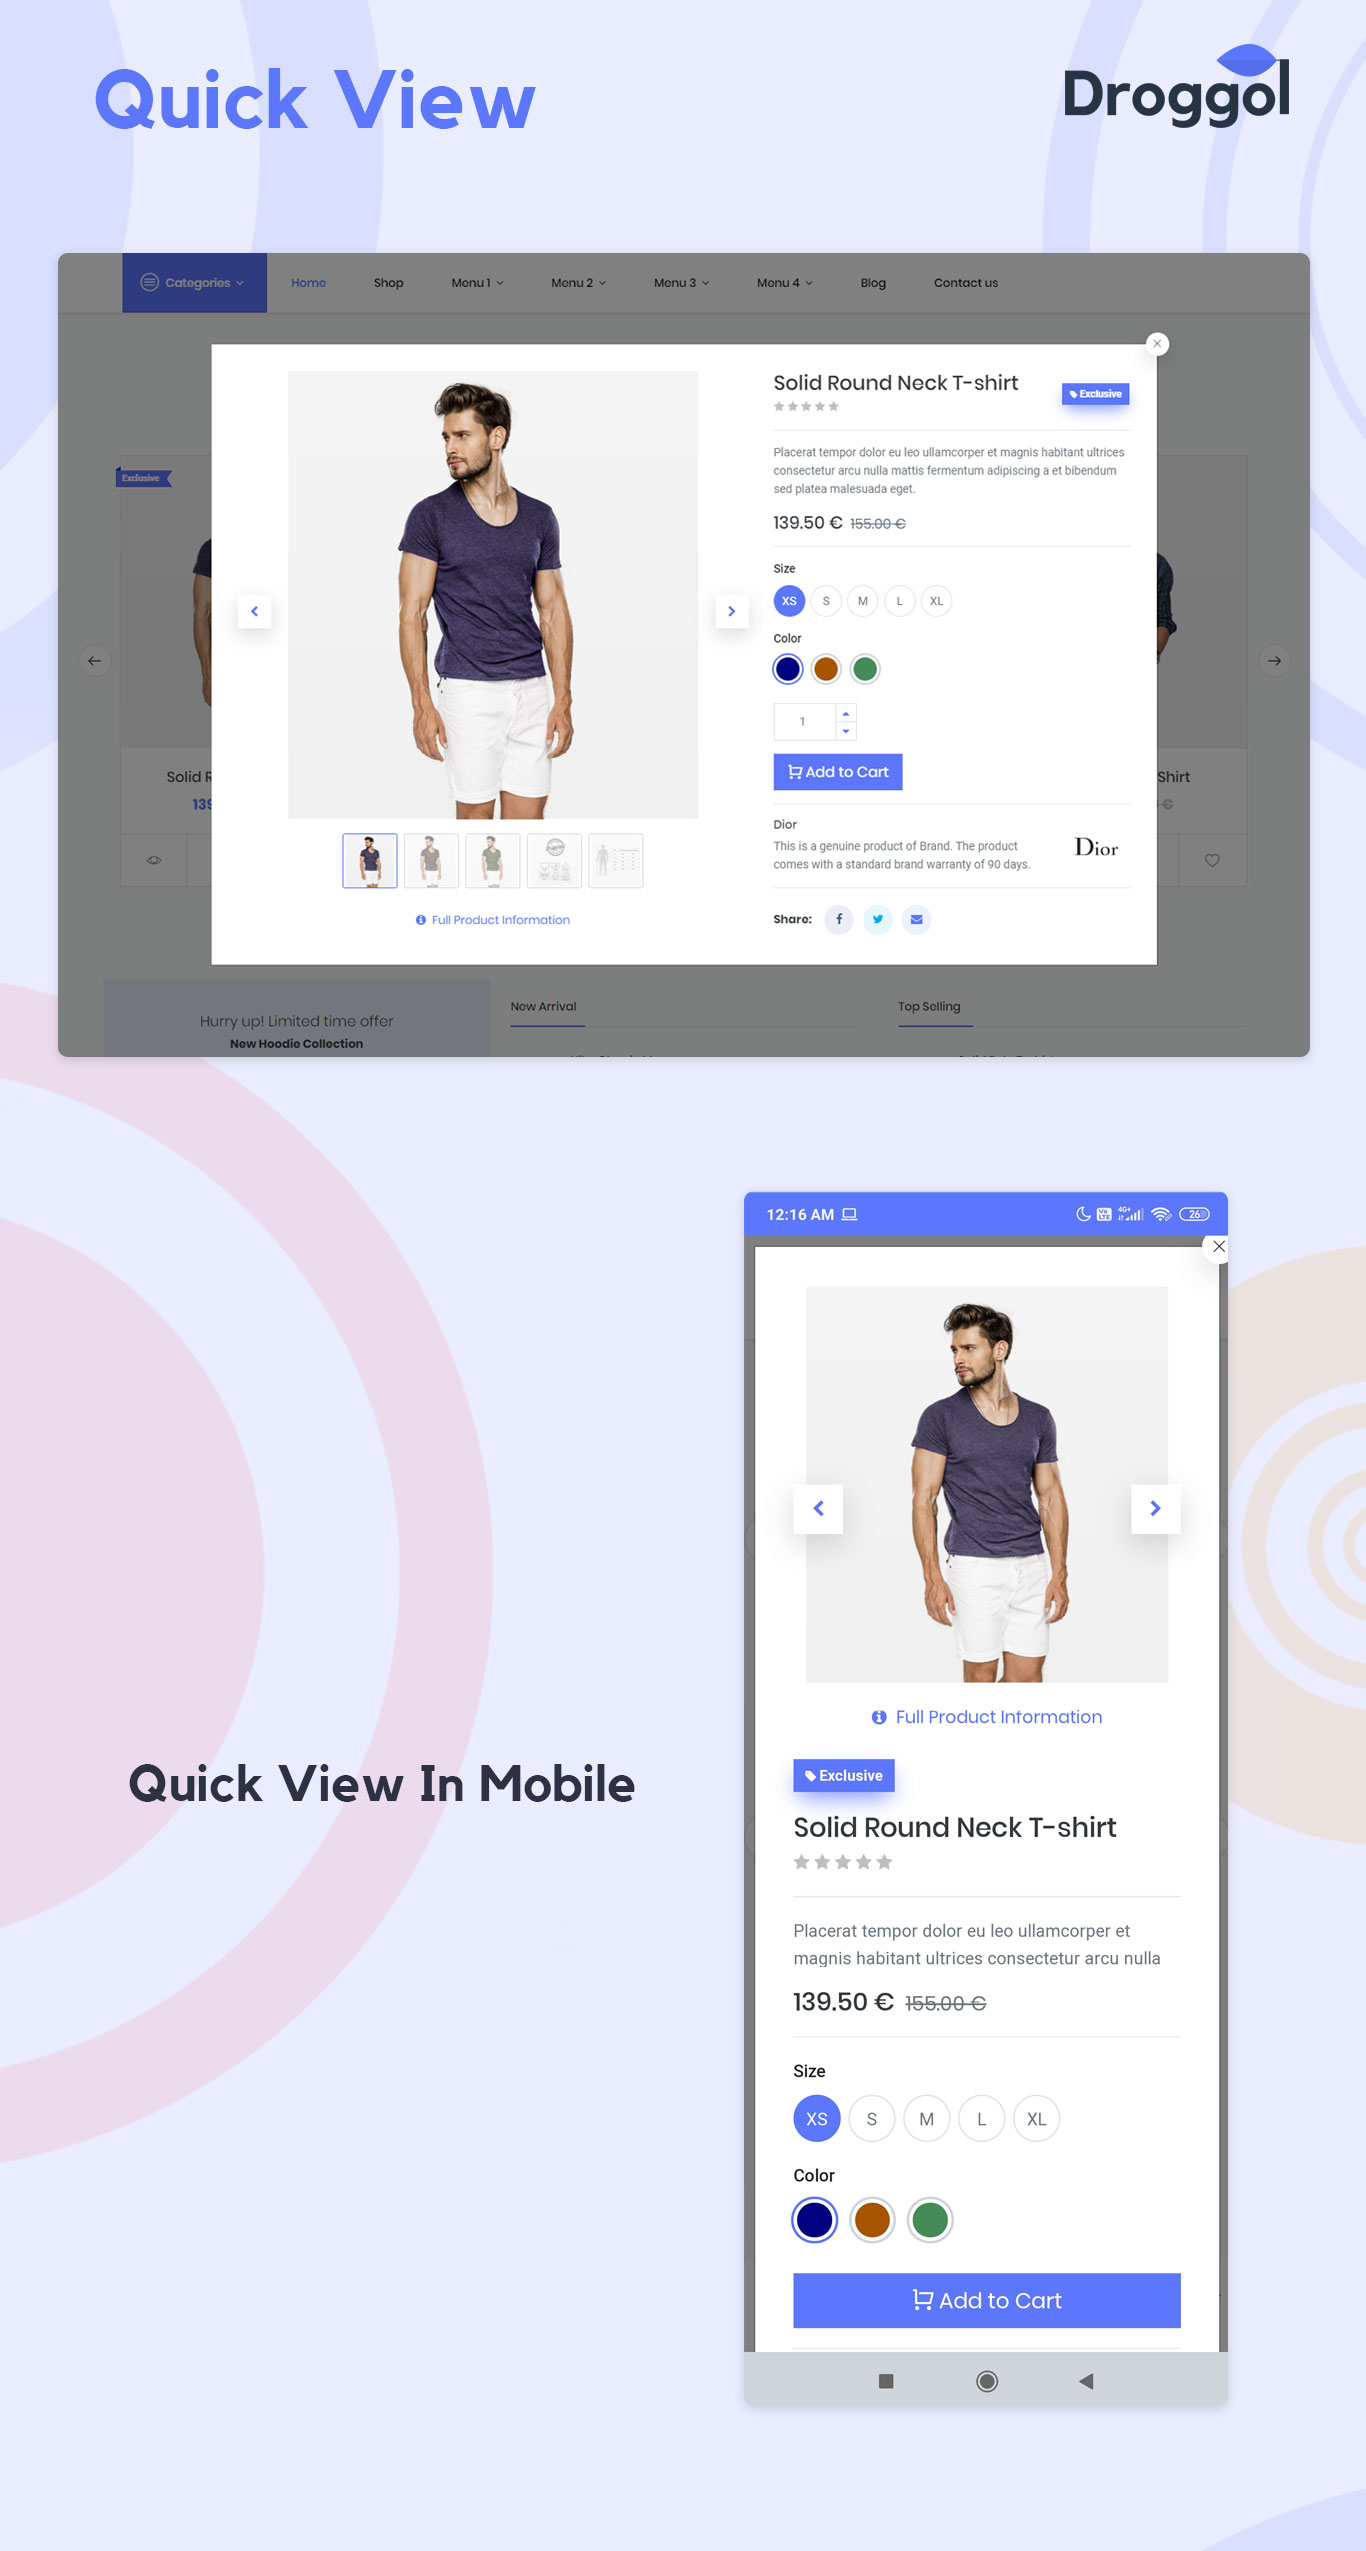 Quick View
Droggol
Categories
Home
Shop
Menu 1
Menu 2
Menu 3
Menu 4
Blog
Contact us
Exclusive
Solid Round Neck T-shirt
Exclusive
Placerat tempor dolor eu leo ullamcorper et magnis habitant ultrices
consectetur arcu nulla mattis fermentum adipiscing a et bibendum
sed platea malesuada eget.
139.50 € 155.00 €
Size
XS S M L XL
Color
1
Add to Cart
Solid R
139
Shirt
€
Dior
This is a genuine product of Brand. The product
comes with a standard brand warranty of 90 days.
Dior
Full Product Information
Share:
Hurry up! Limited time offer
New Hoodie Collection
New Arrival
Top Selling
12:16 AM
4G+
26
Full Product Information
Exclusive
Quick View In Mobile
Solid Round Neck T-shirt
Placerat tempor dolor eu leo ullamcorper et
magnis habitant ultrices consectetur arcu nulla
139.50 € 155.00 €
Size
XS S M L XL
Color
Add to Cart